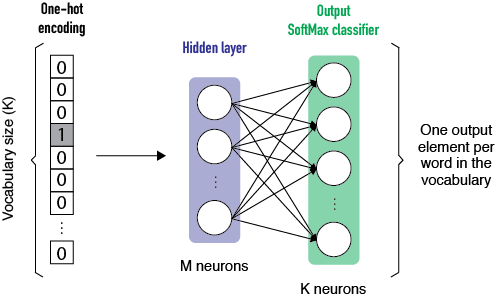 One-hot
encoding
Vocabulary size (K)
0
0
0
1
0
0
0
⋮
0
Hidden layer
⋮
M neurons
Output
SoftMax classifier
⋮
K neurons
One output
element per
word in the
vocabulary